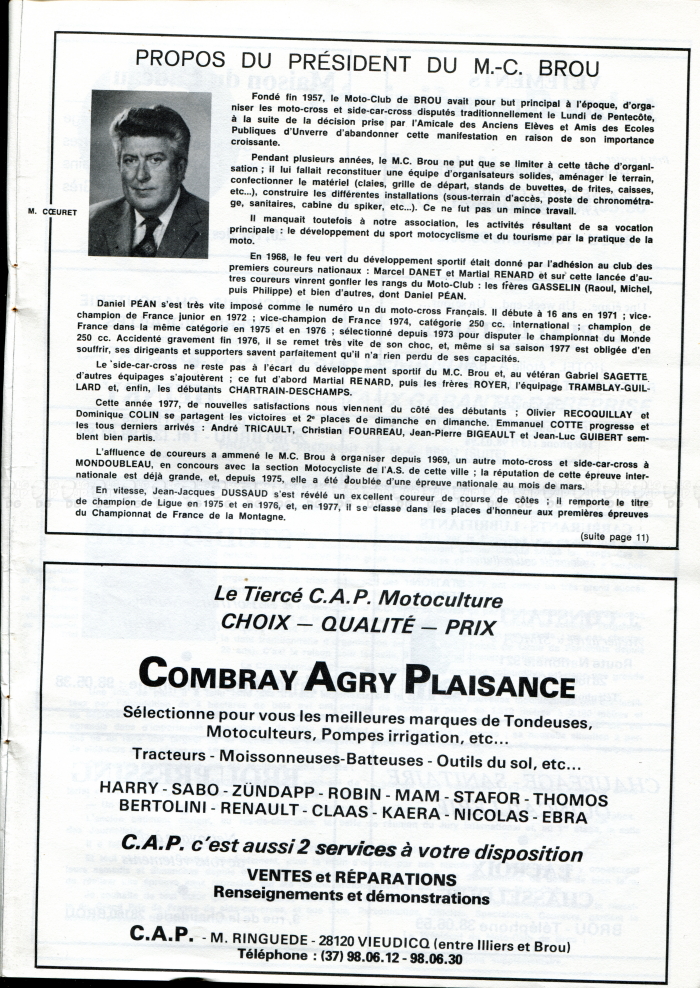 PROPOS DU PRÉSIDENT DU M.-C. BROU
Fondé fin 1957, le Moto-Club de BROU avait pour but principal à l'époque, d'orga-
niser les moto-cross et side-car-cross disputés traditionnellement le Lundi de Pentecôte,
à la suite de la décision prise par l'Amicale des Anciens Elèves et Amis des Ecoles
Publiques d'Unverre d'abandonner cette manifestation en raison de son importance
croissante.
Pendant plusieurs années, le M.C. Brou ne put que se limiter à cette tâche d'organi-
sation ; il lui fallait reconstituer une équipe d'organisateurs solides, aménager le terrain,
confectionner le matériel (claies, grille de départ, stands de buvettes, de frites, caisses,
etc...), construire les différentes installations (sous-terrain d'accès, poste de chronométra-
ge, sanitaires, cabine du spiker, etc...). Ce ne fut pas un mince travail.
M. CŒURET
Il manquait toutefois à notre association, les activités résultant de sa vocation
principale : le développement du sport motocyclisme et du tourisme par la pratique de la
moto.
En 1968, le feu vert du développement sportif était donné par l'adhésion au club des
premiers coureurs nationaux : Marcel DANET et Martial RENARD et sur cette lancée d'au-
tres coureurs vinrent gonfler les rangs du Moto-Club : les frères GASSELIN (Raoul, Michel,
puis Philippe) et bien d'autres, dont Daniel PÉAN.
Daniel PÉAN s'est très vite imposé comme le numéro un du moto-cross Français. Il débute à 16 ans en 1971 ; vice-
champion de France junior en 1972 ; vice-champion de France 1974, catégorie 250 cc. international ; champion de
France dans la même catégorie en 1975 et en 1976 ; sélectionné depuis 1973 pour disputer le championnat du Monde
250 cc. Accidenté gravement fin 1976, il se remet très vite de son choc, et, même si sa saison 1977 est obligée d'en
souffrir, ses dirigeants et supporters savent parfaitement qu'il n'a rien perdu de ses capacités.
Le side-car-cross ne reste pas à l'écart du développement sportif du M.C. Brou et, au vétéran Gabriel SAGETTE
d'autres équipages s'ajoutèrent ; ce fut d'abord Martial RENARD, puis les frères ROYER, l'équipage TRAMBLAY-GUIL-
LARD et, enfin, les débutants CHARTRAIN-DESCHAMPS.
Cette année 1977, de nouvelles satisfactions nous viennent du côté des débutants ; Olivier RECOQUILLAY et
Dominique COLIN se partagent les victoires et 2e places de dimanche en dimanche. Emmanuel COTTE progresse et
les tous derniers arrivés : André TRICAULT, Christian FOURREAU, Jean-Pierre BIGEAULT et Jean-Luc GUIBERT sem-
blent bien partis.
L'affluence de coureurs a ammené le M.C. Brou à organiser depuis 1969, un autre moto-cross et side-car-cross à
MONDOUBLEAU, en concours avec la section Motocycliste de l'A.S. de cette ville ; la réputation de cette épreuve inter-
nationale est déjà grande, et, depuis 1975, elle a été doublée d'une épreuve nationale au mois de mars.
En vitesse, Jean-Jacques DUSSAUD s'est révélé un excellent coureur de course de côtes ; il remporte le titre
de champion de Ligue en 1975 et en 1976, et, en 1977, il se classe dans les places d'honneur aux premières épreuves
du Championnat de France de la Montagne.
(suite page 11)
Le Tiercé C.A.P. Motoculture
CHOIX — QUALITÉ — PRIX
COMBRAY AGRY PLAISANCE
Sélectionne pour vous les meilleures marques de Tondeuses,
Motoculteurs, Pompes irrigation, etc...
Tracteurs - Moissonneuses-Batteuses - Outils du sol, etc...
HARRY - SABO - ZÜNDAPP - ROBIN - MAM - STAFOR - THOMOS
BERTOLINI - RENAULT - CLAAS - KAERA - NICOLAS - EBRA
C.A.P. c'est aussi 2 services à votre disposition
VENTES et RÉPARATIONS
Renseignements et démonstrations
C.A.P. - M. RINGUEDE - 28120 VIEUDICQ (entre Illiers et Brou)
Téléphone : (37) 98.06.12 - 98.06.30